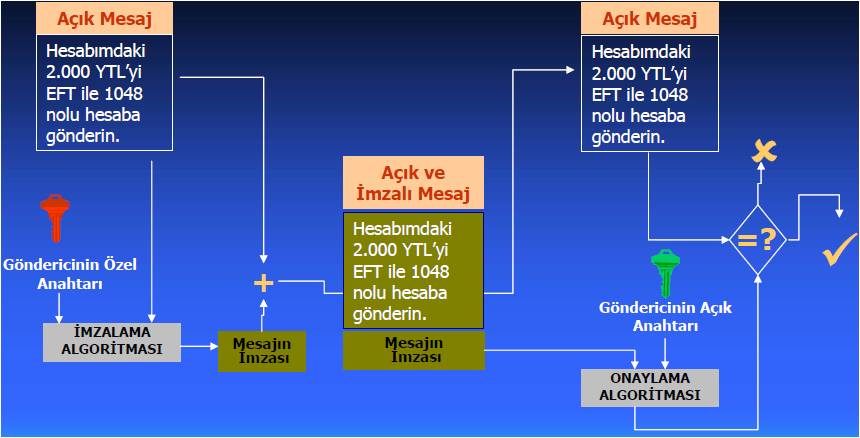 Açık Mesaj
Hesabımdaki
2.000 YTL’yi
EFT ile 1048
nolu hesaba
gönderin.
Göndericinin Özel
Anahtarı
İMZALAMA
ALGORİTMASI
Mesajın
İmzası
+
Açık ve
İmzalı Mesaj
Hesabımdaki
2.000 YTL’yi
EFT ile 1048
nolu hesaba
gönderin.
Mesajın
İmzası
Açık Mesaj
Hesabımdaki
2.000 YTL’yi
EFT ile 1048
nolu hesaba
gönderin.
=?
Göndericinin Açık
Anahtarı
ONAYLAMA
ALGORİTMASI